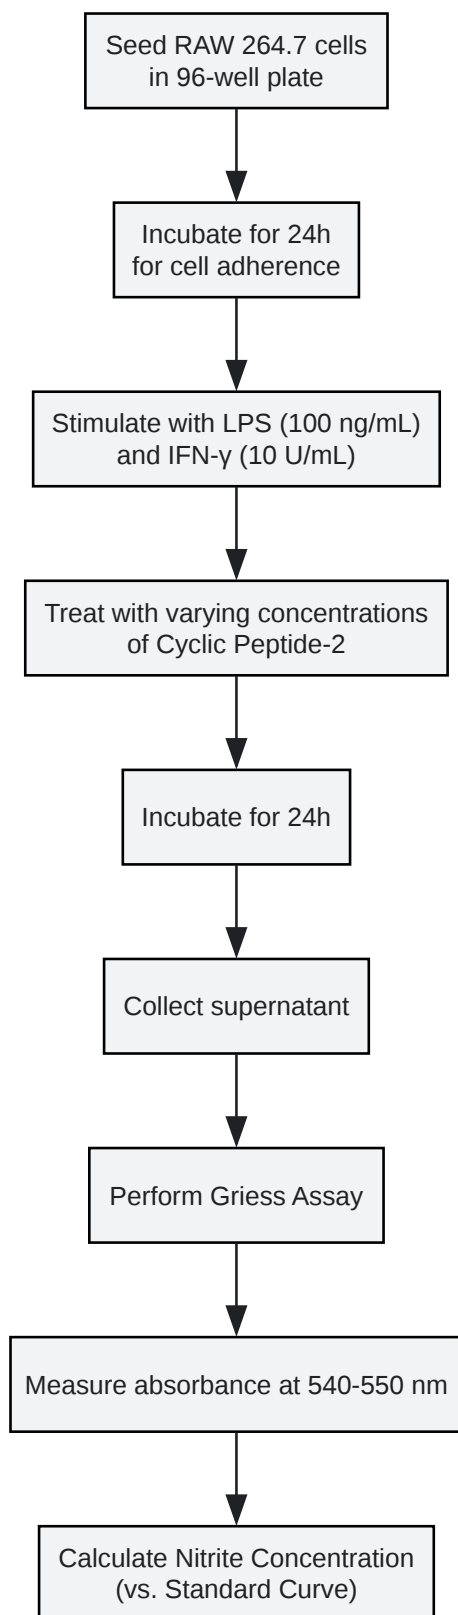 Seed RAW 264.7 cells
in 96-well plate
Incubate for 24h
for cell adherence
Stimulate with LPS (100 ng/mL)
and IFN-γ (10 U/mL)
Treat with varying concentrations
of Cyclic Peptide-2
Incubate for 24h
Collect supernatant
Perform Griess Assay
Measure absorbance at 540-550 nm
Calculate Nitrite Concentration
(vs. Standard Curve)